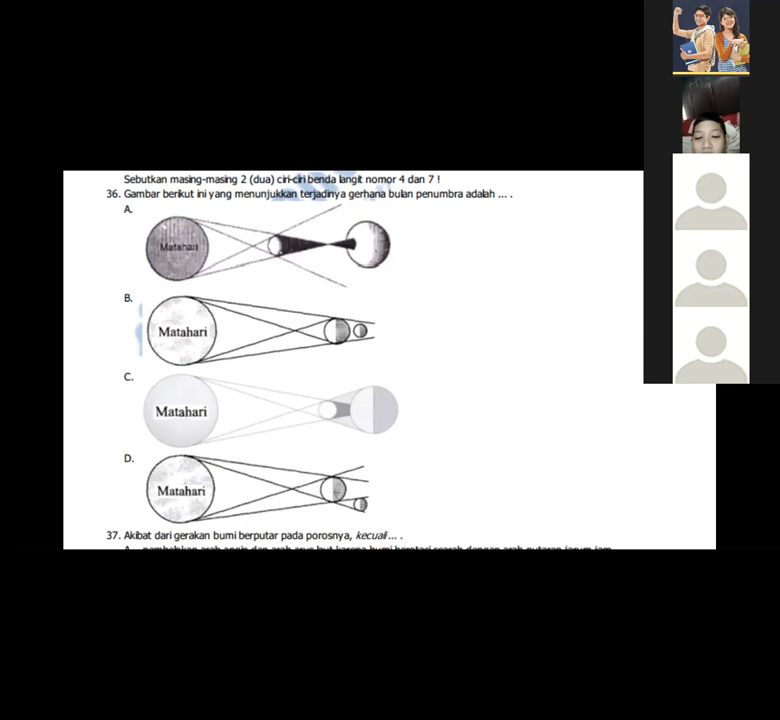 Sebutkan masing-masing 2 (dua) ciri-ciri benda langit nomor 4 dan 7 !
36. Gambar berikut ini yang menunjukkan terjadinya gerhana bulan penumbra adalah ... .
A.
Matahari
B.
Matahari
C.
Matahari
D.
Matahari
37. Akibat dari gerakan bumi berputar pada porosnya, kecuali ... .